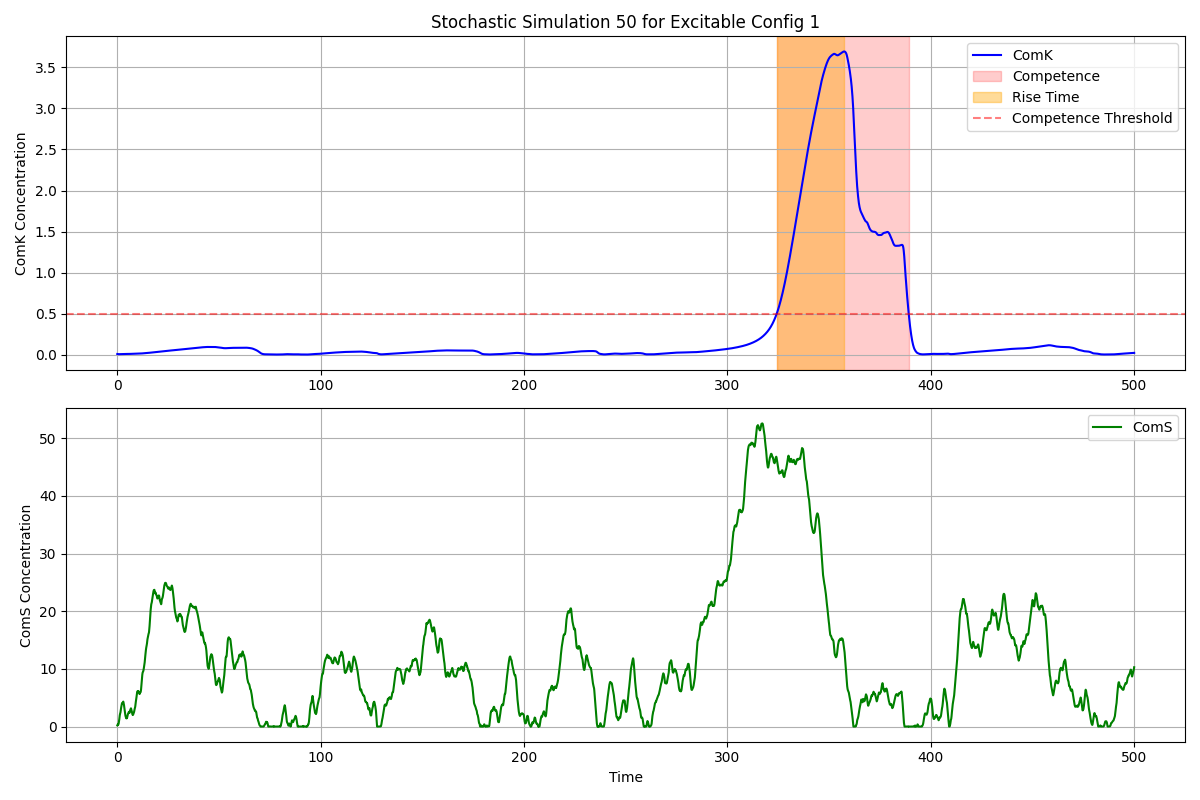 Stochastic Simulation 50 for Excitable Config 1
ComK Concentration
3.5
3.0
2.5
2.0
1.5
1.0
0.5
0.0
ComK
Competence
Rise Time
Competence Threshold
0 100 200 300 400 500
ComS Concentration
50
40
30
20
10
0
ComS
0 100 200 300 400 500
Time